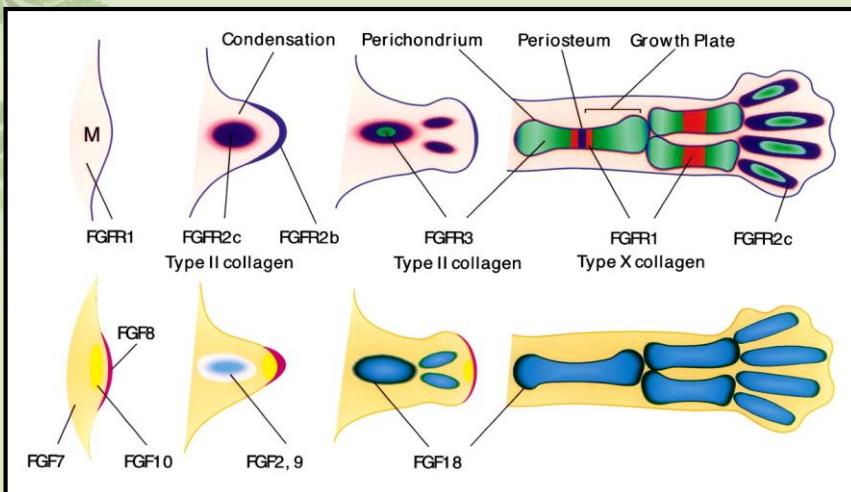 Condensation Perichondrium Periosteum Growth Plate
M
FGFR1 FGFR2c FGFR2b FGFR3 FGFR1 FGFR2c
Type II collagen Type II collagen Type X collagen
FGF8
FGF7 FGF10 FGF2, 9 FGF18